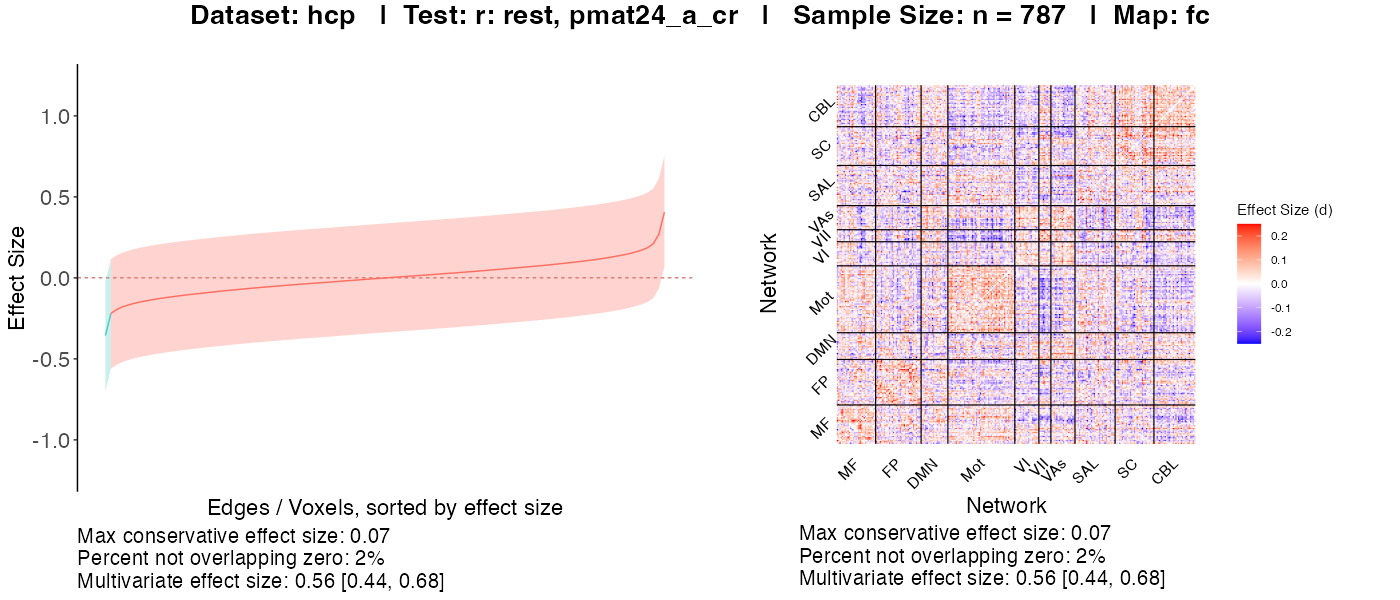 Dataset: hcp | Test: r: rest, pmat24_a_cr | Sample Size: n = 787 | Map: fc
Effect Size
1.0
0.5
0.0
-0.5
-1.0
Edges / Voxels, sorted by effect size
Max conservative effect size: 0.07
Percent not overlapping zero: 2%
Multivariate effect size: 0.56 [0.44, 0.68]
Network
CBL
SC
SAL
VAs
VII
VI
Mot
DMN
FP
MF
MF
FP
DMN
Mot
VI
VII
VAs
SAL
SC
CBL
Network
Max conservative effect size: 0.07
Percent not overlapping zero: 2%
Multivariate effect size: 0.56 [0.44, 0.68]
Effect Size (d)
0.2
0.1
0.0
-0.1
-0.2